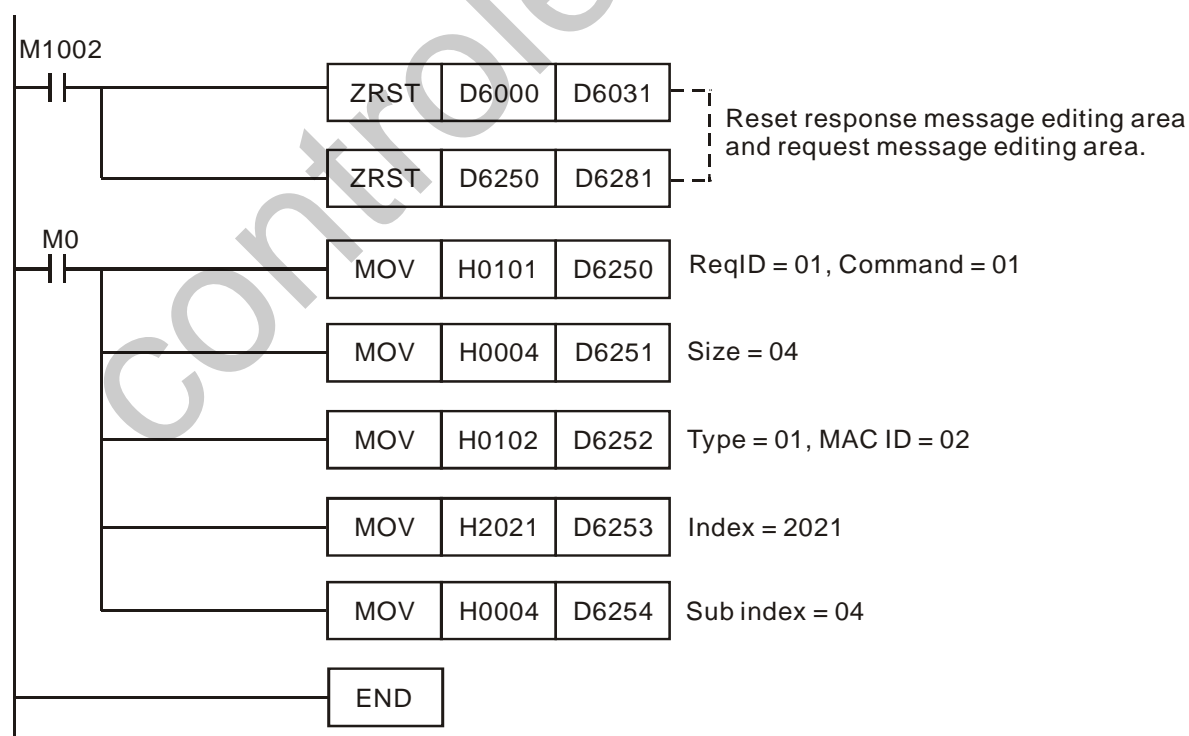 M1002
ZRST D6000 D6031
Reset response message editing area
and request message editing area.
ZRST D6250 D6281
M0
MOV H0101 D6250 ReqID = 01, Command = 01
MOV H0004 D6251 Size = 04
MOV H0102 D6252 Type = 01, MAC ID = 02
MOV H2021 D6253 Index = 2021
MOV H0004 D6254 Sub index = 04
END
controle